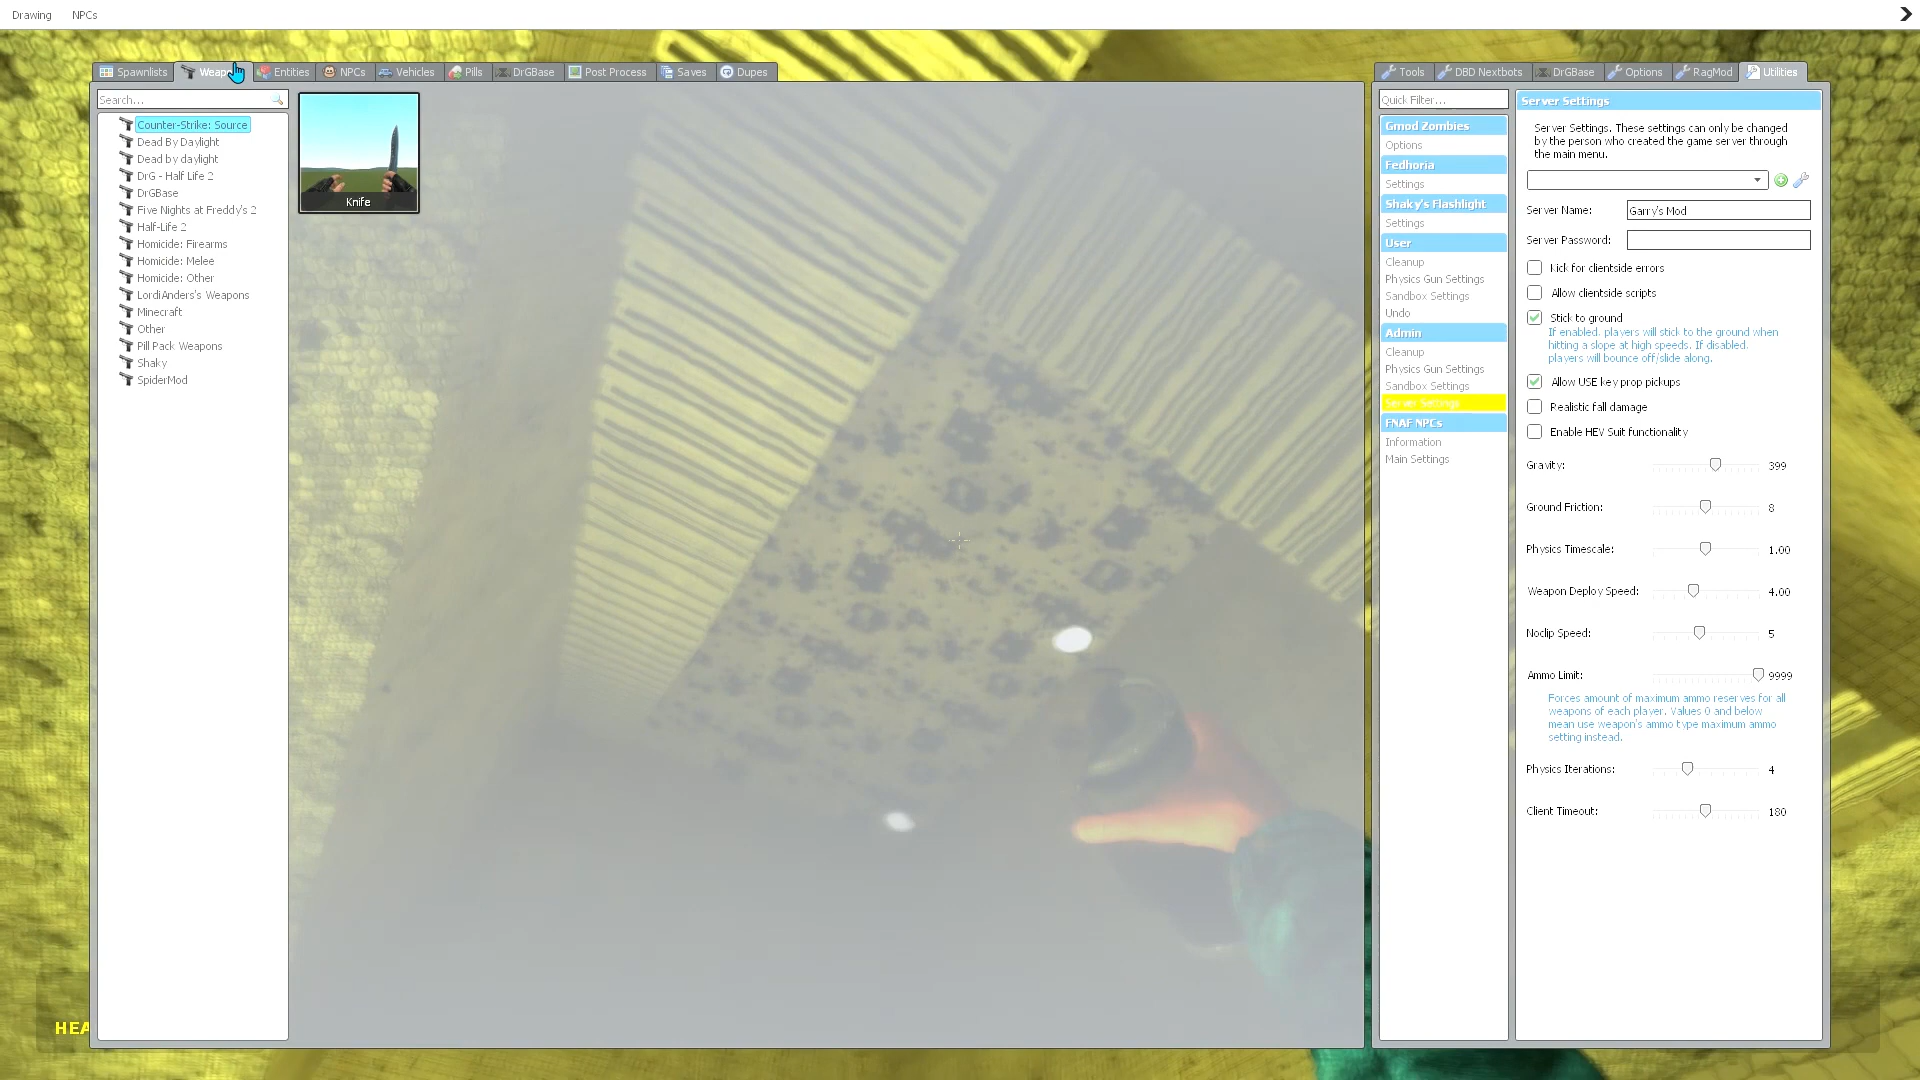 Drawing NPCs
Spawnlists Weap Entities NPCs Vehicles Pills DrGBase Post Process Saves Dupes
Tools DBD Nextbots DrGBase Options RagMod Utilities
Search...
Counter-Strike: Source
Dead By Daylight
Dead by daylight
DrG - Half Life 2
DrGBase
Five Nights at Freddy's 2
Half-Life 2
Homicide: Firearms
Homicide: Melee
Homicide: Other
LordiAnders's Weapons
Minecraft
Other
Pill Pack Weapons
Shaky
SpiderMod
Knife
Quick Filter...
Gmod Zombies
Options
Fedhoria
Settings
Shaky's Flashlight
Settings
User
Cleanup
Physics Gun Settings
Sandbox Settings
Undo
Admin
Cleanup
Physics Gun Settings
Sandbox Settings
Server Settings
FNAF NPCs
Information
Main Settings
Server Settings
Server Settings. These settings can only be changed
by the person who created the game server through
the main menu.
Server Name: Garry's Mod
Server Password:
Kick for clientside errors
Allow clientside scripts
Stick to ground
If enabled, players will stick to the ground when
hitting a slope at high speeds. If disabled,
players will bounce off/slide along.
Allow USE key prop pickups
Realistic fall damage
Enable HEV Suit functionality
Gravity: 399
Ground Friction: 8
Physics Timescale: 1.00
Weapon Deploy Speed: 4.00
Noclip Speed: 5
Ammo Limit: 9999
Forces amount of maximum ammo reserves for all
weapons of each player. Values 0 and below
mean use weapon's ammo type maximum ammo
setting instead.
Physics Iterations: 4
Client Timeout: 180
HEA